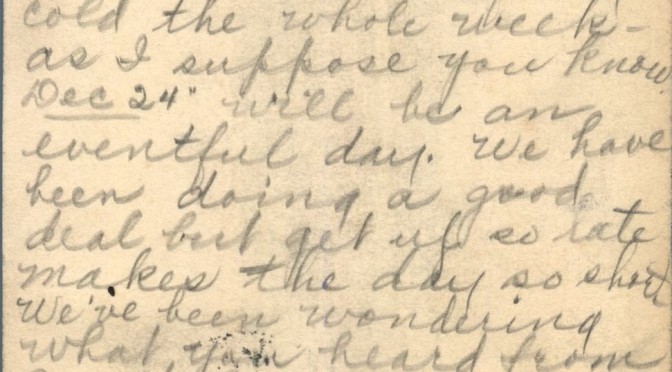 cold the whole week-
as I suppose you know
Dec 24" will be an
eventful day. We have
been doing a good
deal but get up so late
makes the day so short
We've been wondering
what you heard from